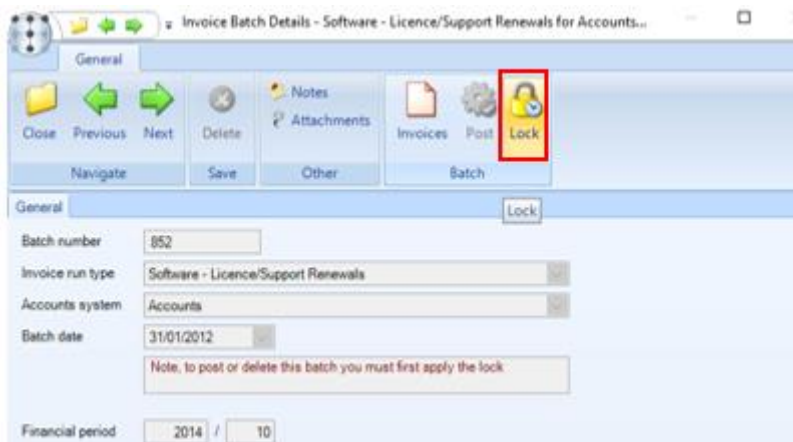 Invoice Batch Details - Software - Licence/Support Renewals for Accounts...
General
Close Previous Next Delete Notes Attachments Invoices Post Lock
Navigate Save Other Batch
General Lock
Batch number 852
Invoice run type Software - Licence/Support Renewals
Accounts system Accounts
Batch date 31/01/2012
Note, to post or delete this batch you must first apply the lock
Financial period 2014 / 10